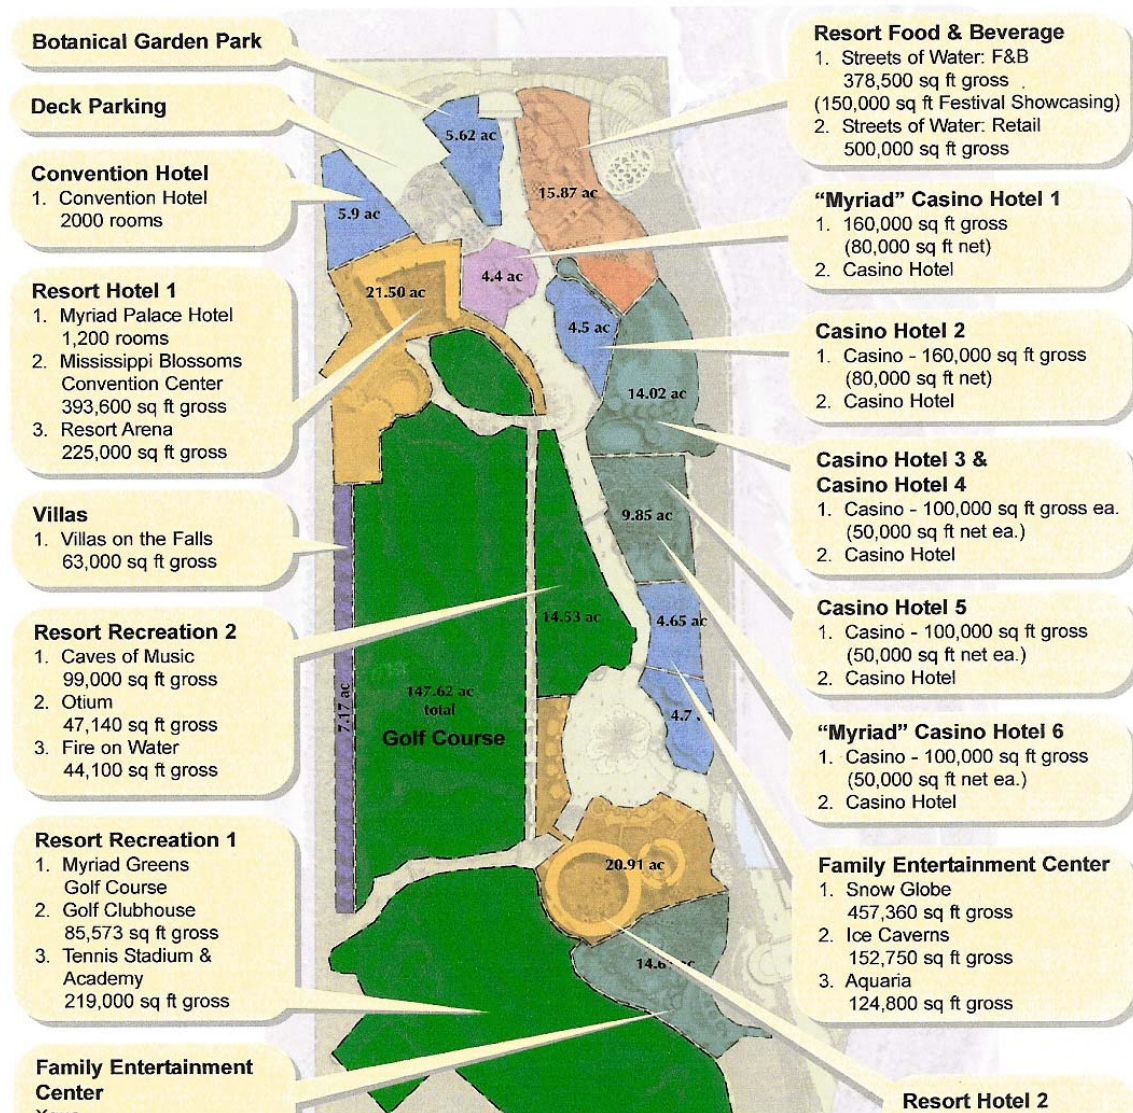 Botanical Garden Park
Deck Parking
Convention Hotel
1. Convention Hotel
2000 rooms
Resort Hotel 1
1. Myriad Palace Hotel
1,200 rooms
2. Mississippi Blossoms
Convention Center
393,600 sq ft gross
3. Resort Arena
225,000 sq ft gross
Villas
1. Villas on the Falls
63,000 sq ft gross
Resort Recreation 2
1. Caves of Music
99,000 sq ft gross
2. Otium
47,140 sq ft gross
3. Fire on Water
44,100 sq ft gross
Resort Recreation 1
1. Myriad Greens
Golf Course
2. Golf Clubhouse
85,573 sq ft gross
3. Tennis Stadium &
Academy
219,000 sq ft gross
Family Entertainment
Center
5.62 ac
15.87 ac
5.9 ac
4.4 ac
21.50 ac
4.5 ac
14.02 ac
9.85 ac
14.53 ac
4.65 ac
7.17 ac
147.62 ac
total
Golf Course
4.7
20.91 ac
Resort Food & Beverage
1. Streets of Water: F&B
378,500 sq ft gross
(150,000 sq ft Festival Showcasing)
2. Streets of Water: Retail
500,000 sq ft gross
“Myriad” Casino Hotel 1
1. 160,000 sq ft gross
(80,000 sq ft net)
2. Casino Hotel
Casino Hotel 2
1. Casino - 160,000 sq ft gross
(80,000 sq ft net)
2. Casino Hotel
Casino Hotel 3 &
Casino Hotel 4
1. Casino - 100,000 sq ft gross ea.
(50,000 sq ft net ea.)
2. Casino Hotel
Casino Hotel 5
1. Casino - 100,000 sq ft gross
(50,000 sq ft net ea.)
2. Casino Hotel
“Myriad” Casino Hotel 6
1. Casino - 100,000 sq ft gross
(50,000 sq ft net ea.)
2. Casino Hotel
Family Entertainment Center
1. Snow Globe
457,360 sq ft gross
2. Ice Caverns
152,750 sq ft gross
3. Aquaria
124,800 sq ft gross
Resort Hotel 2